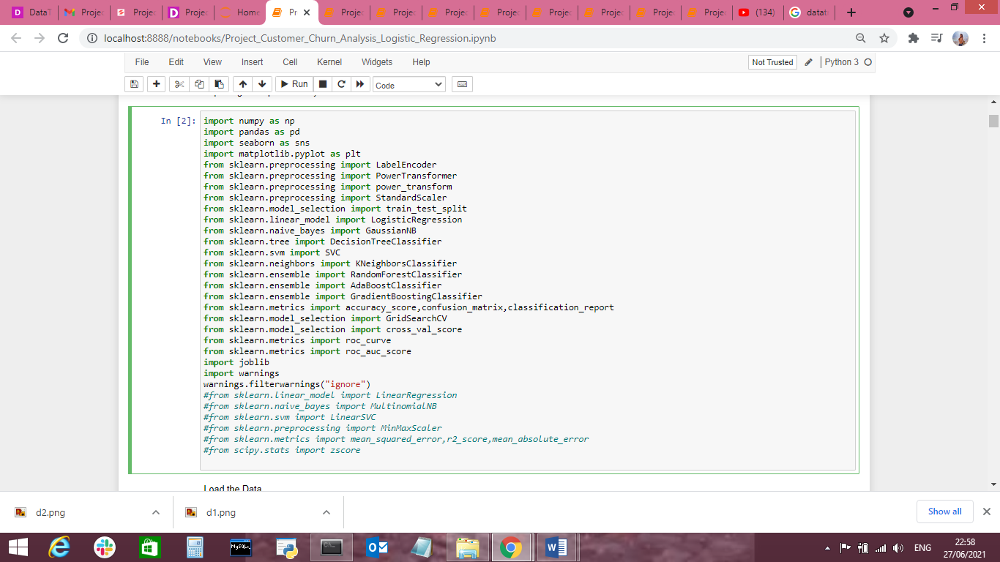 DataT
Projec
Projec
Projec
Home
Pr
Projec
Projec
Projec
Projec
Projec
Projec
Projec
Projec
(134)
datat
localhost:8888/notebooks/Project_Customer_Churn_Analysis_Logistic_Regression.ipynb
File Edit View Insert Cell Kernel Widgets Help
Not Trusted
Python 3
Run
Code
In [2]:
import numpy as np
import pandas as pd
import seaborn as sns
import matplotlib.pyplot as plt
from sklearn.preprocessing import LabelEncoder
from sklearn.preprocessing import PowerTransformer
from sklearn.preprocessing import power_transform
from sklearn.preprocessing import StandardScaler
from sklearn.model_selection import train_test_split
from sklearn.linear_model import LogisticRegression
from sklearn.naive_bayes import GaussianNB
from sklearn.tree import DecisionTreeClassifier
from sklearn.svm import SVC
from sklearn.neighbors import KNeighborsClassifier
from sklearn.ensemble import RandomForestClassifier
from sklearn.ensemble import AdaBoostClassifier
from sklearn.ensemble import GradientBoostingClassifier
from sklearn.metrics import accuracy_score,confusion_matrix,classification_report
from sklearn.model_selection import GridSearchCV
from sklearn.model_selection import cross_val_score
from sklearn.metrics import roc_curve
from sklearn.metrics import roc_auc_score
import joblib
import warnings
warnings.filterwarnings("ignore")
#from sklearn.linear_model import LinearRegression
#from sklearn.naive_bayes import MultinomialNB
#from sklearn.svm import LinearSVC
#from sklearn.preprocessing import MinMaxScaler
#from sklearn.metrics import mean_squared_error,r2_score,mean_absolute_error
#from scipy.stats import zscore
Load the Data
d2.png
d1.png
Show all
MySQL
ENG
22:58
27/06/2021